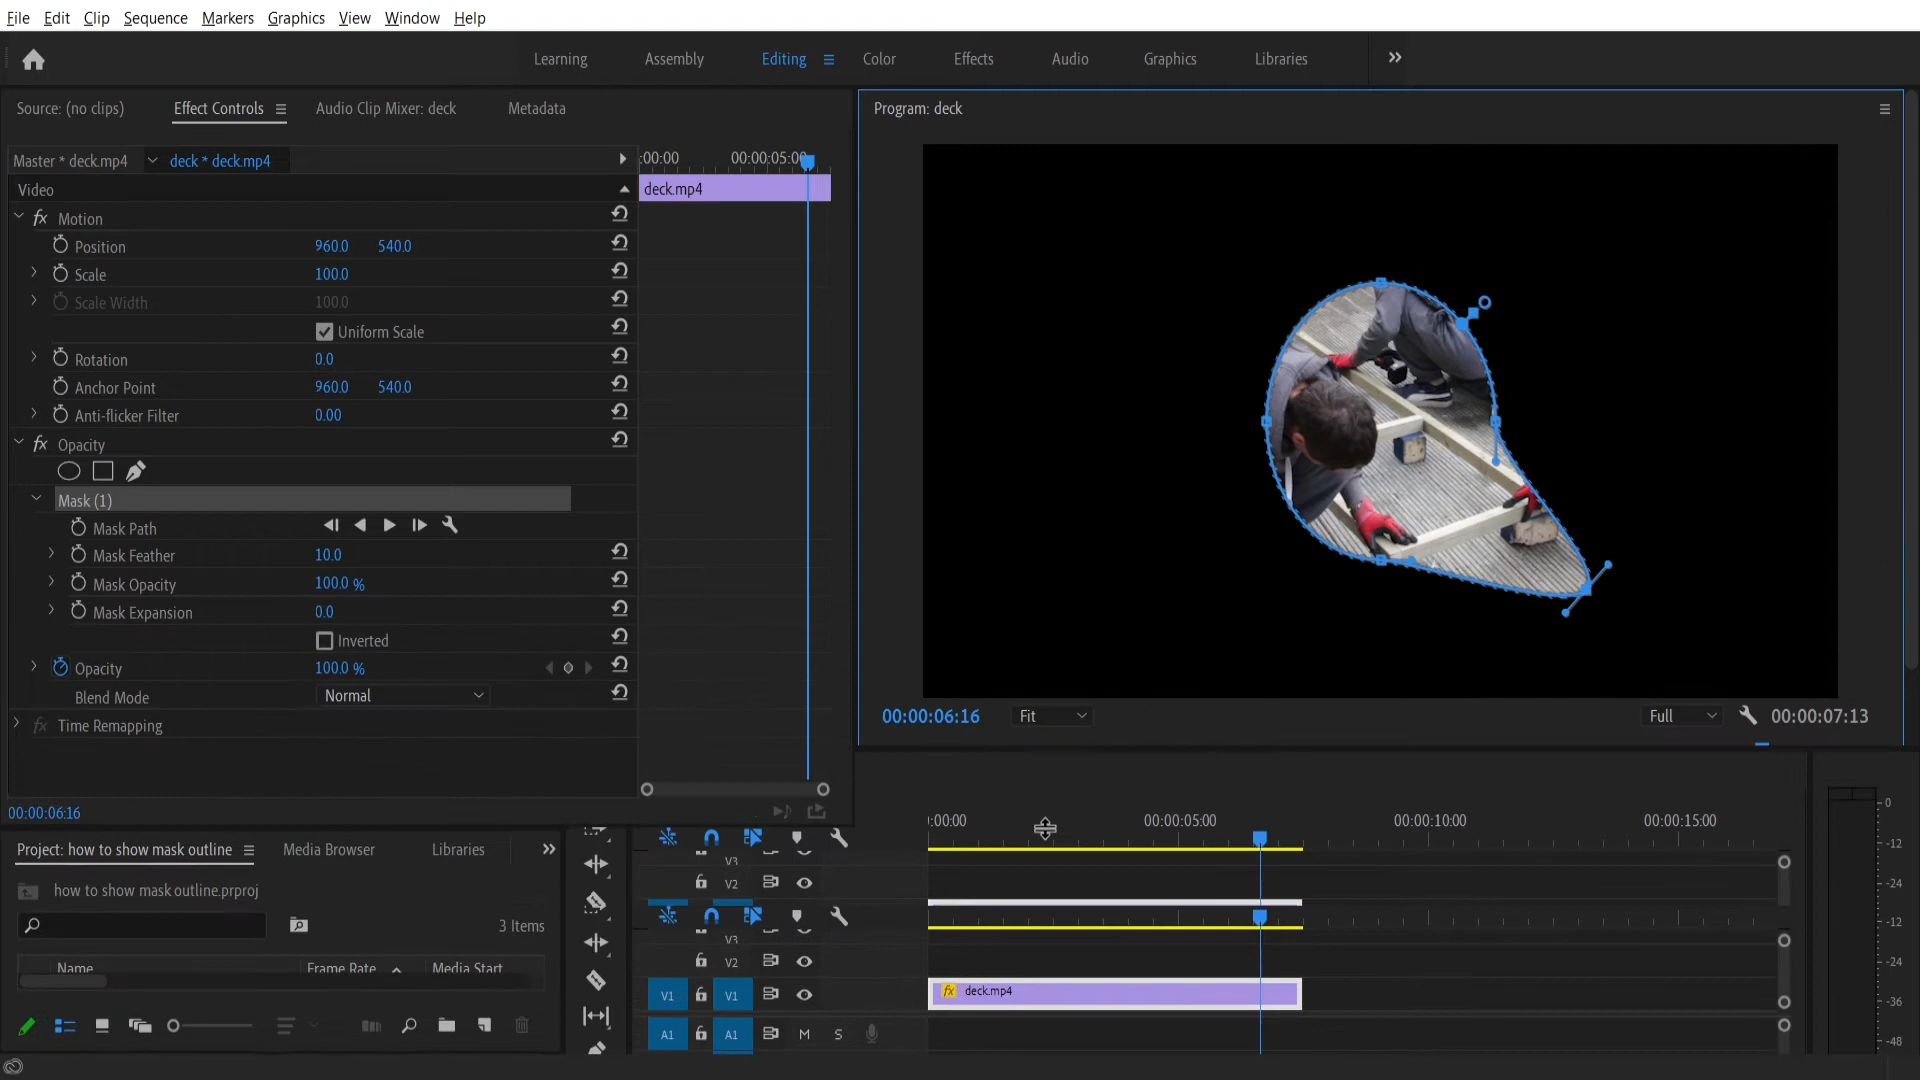 File Edit Clip Sequence Markers Graphics View Window Help
Learning Assembly Editing Color Effects Audio Graphics Libraries
Source: (no clips) Effect Controls Audio Clip Mixer: deck Metadata
Program: deck
Master * deck.mp4 deck * deck.mp4
:00:00 00:00:05:00
Video
deck.mp4
fx Motion
Position 960.0 540.0
Scale 100.0
Scale Width 100.0
Uniform Scale
Rotation 0.0
Anchor Point 960.0 540.0
Anti-flicker Filter 0.00
fx Opacity
Mask (1)
Mask Path
Mask Feather 10.0
Mask Opacity 100.0 %
Mask Expansion 0.0
Inverted
Opacity 100.0 %
Blend Mode Normal
fx Time Remapping
00:00:06:16
00:00:06:16 Fit Full 00:00:07:13
Project: how to show mask outline Media Browser Libraries
how to show mask outline.prproj
3 Items
Name Frame Rate Media Start
:00:00 00:00:05:00 00:00:10:00 00:00:15:00
V3
V2
V3
V2
V1 V1 fx deck.mp4
A1 A1 M S
0
-12
-24
-12
-24
-36
-48